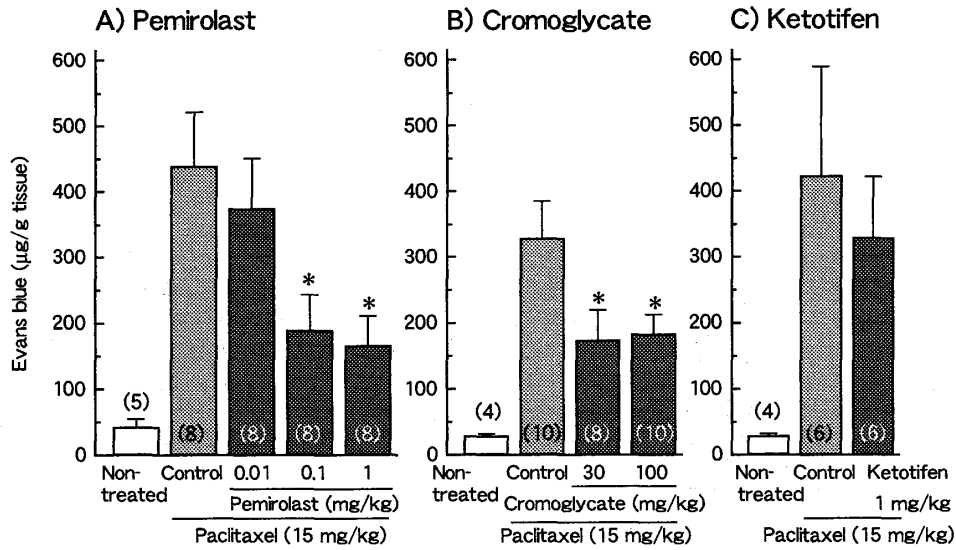 A) Pemirolast
Evans blue (µg/g tissue)
600
500
400
300
200
100
0
(5)
(8)
(8)
*
(8)
*
(8)
Non-
treated
Control
0.01
0.1
1
Pemirolast (mg/kg)
Paclitaxel (15 mg/kg)
B) Cromoglycate
600
500
400
300
200
100
0
(4)
(10)
*
(8)
*
(10)
Non-
treated
Control
30
100
Cromoglycate (mg/kg)
Paclitaxel (15 mg/kg)
C) Ketotifen
600
500
400
300
200
100
0
(4)
(6)
(6)
Non-
treated
Control
Ketotifen
1 mg/kg
Paclitaxel (15 mg/kg)